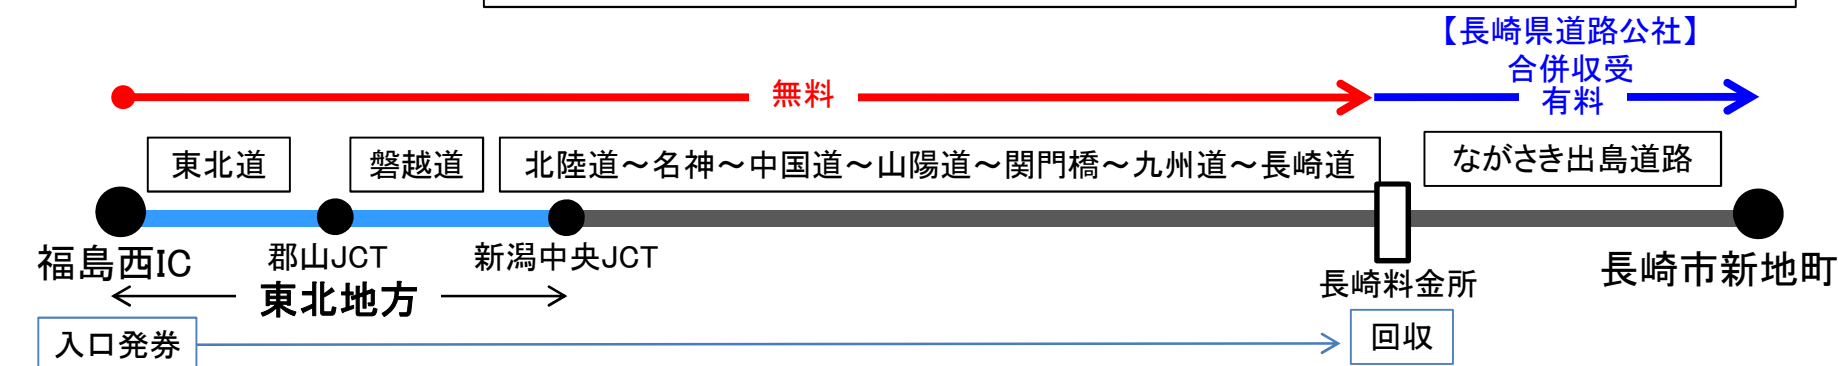 【長崎県道路公社】
合併収受
無料
有料
東北道
磐越道
北陸道～名神～中国道～山陽道～関門橋～九州道～長崎道
ながさき出島道路
福島西IC
郡山JCT
新潟中央JCT
長崎料金所
長崎市新地町
東北地方
入口発券
回収